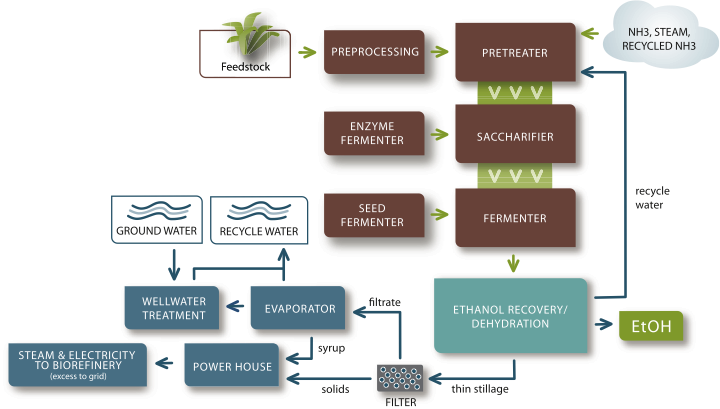 NH3, STEAM,
RECYCLED NH3
Feedstock
PREPROCESSING
PRETREATER
ENZYME
FERMENTER
SACCHARIFIER
recycle
water
SEED
FERMENTER
FERMENTER
GROUND WATER
RECYCLE WATER
WELLWATER
TREATMENT
EVAPORATOR
filtrate
ETHANOL RECOVERY/
DEHYDRATION
EtOH
syrup
STEAM & ELECTRICITY
TO BIOREFINERY
(excess to grid)
POWER HOUSE
solids
thin stillage
FILTER